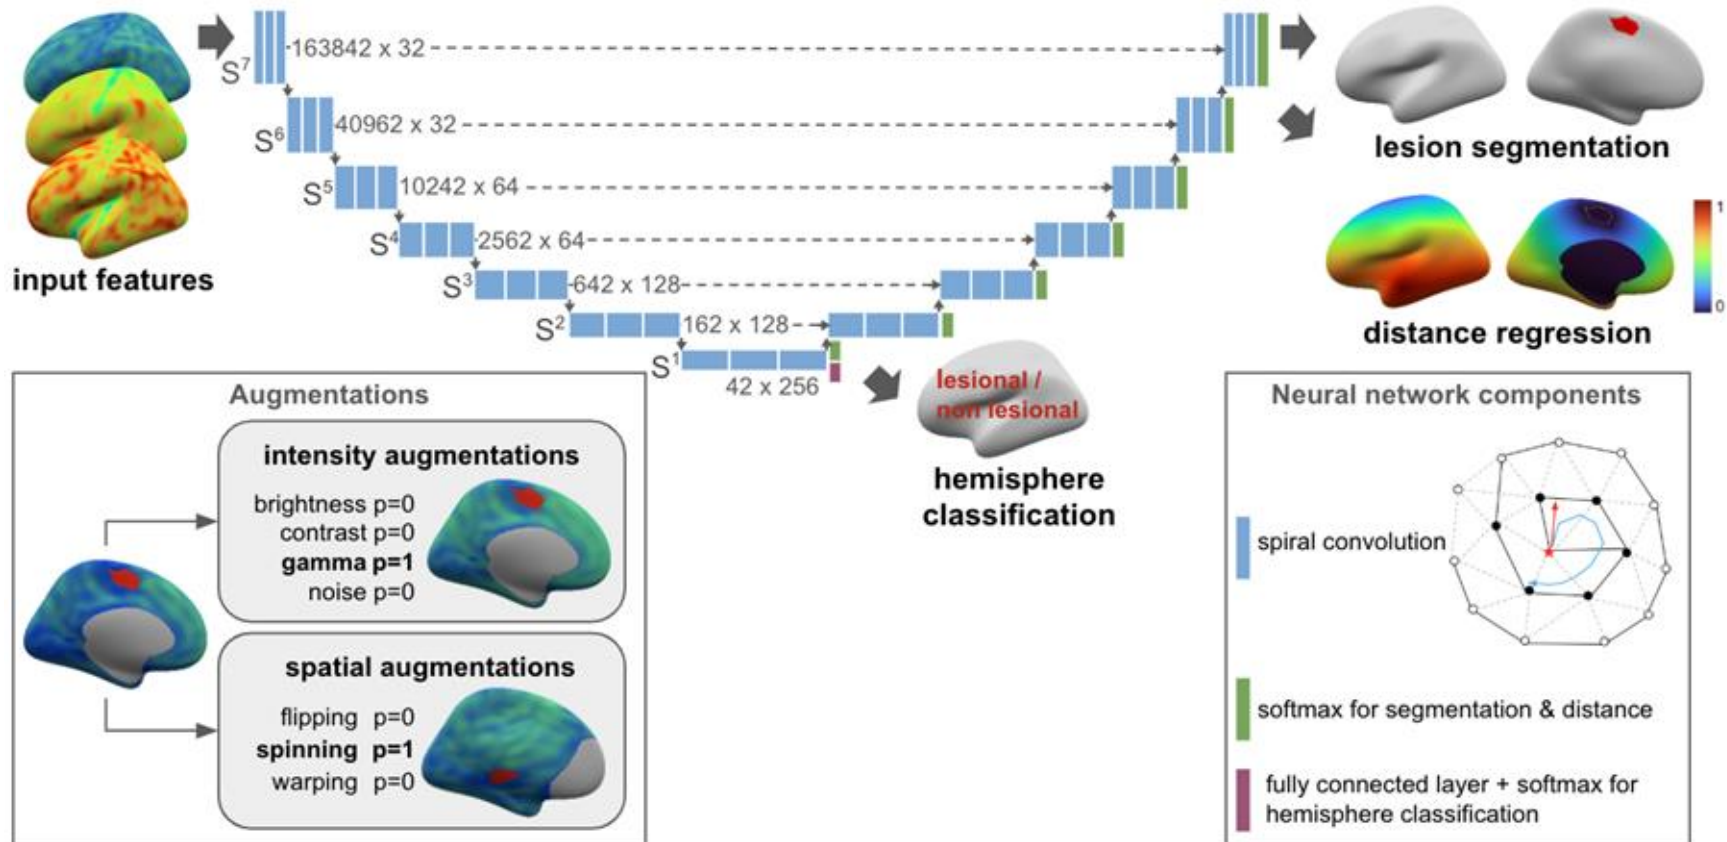 input features
S7
163842 x 32
S6
40962 x 32
S5
10242 x 64
S4
2562 x 64
S3
642 x 128
S2
162 x 128
S1
42 x 256
lesion segmentation
1
0
distance regression
lesional /
non lesional
hemisphere
classification
Augmentations
intensity augmentations
brightness p=0
contrast p=0
gamma p=1
noise p=0
spatial augmentations
flipping p=0
spinning p=1
warping p=0
Neural network components
spiral convolution
softmax for segmentation & distance
fully connected layer + softmax for
hemisphere classification